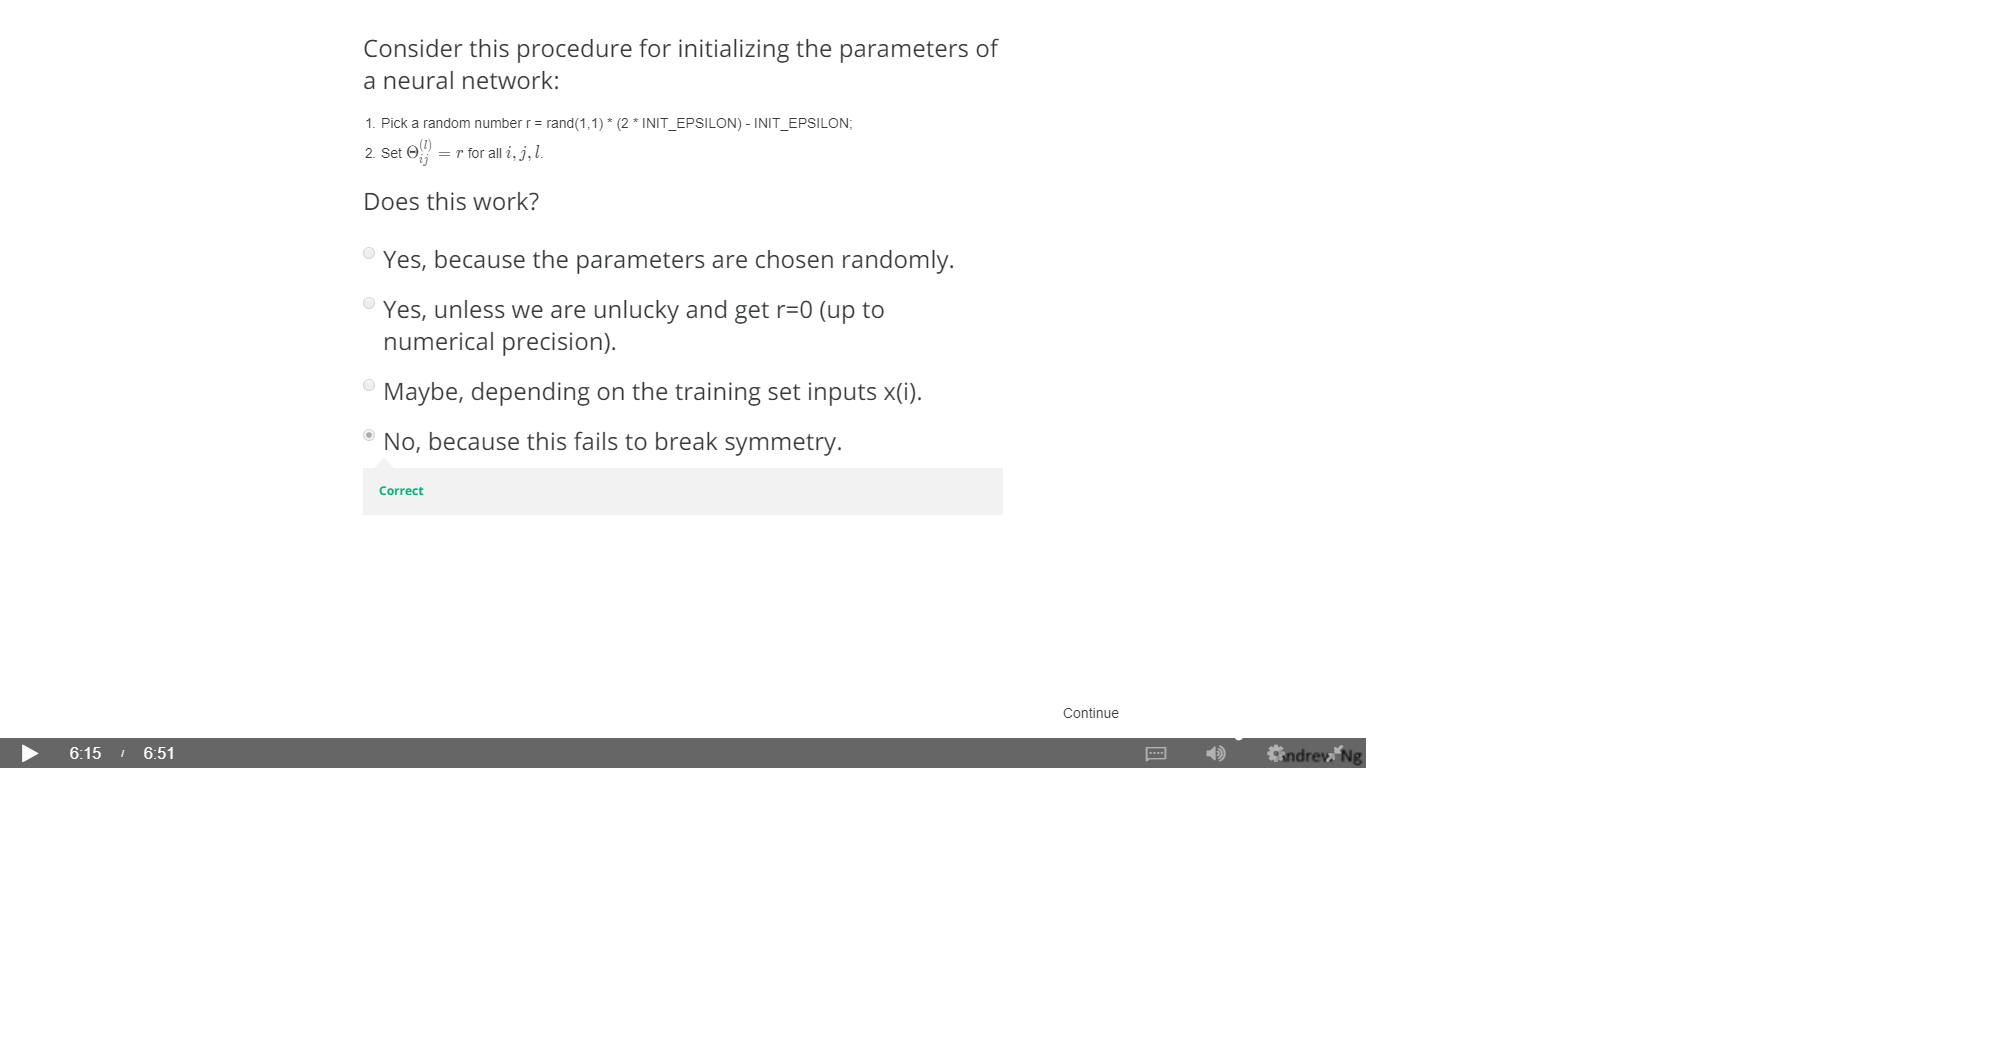 Consider this procedure for initializing the parameters of
a neural network:
1. Pick a random number r = rand(1,1) * (2 * INIT_EPSILON) - INIT_EPSILON;
2. Set Θ_{ij}^{(l)} = r for all i, j, l.
Does this work?
Yes, because the parameters are chosen randomly.
Yes, unless we are unlucky and get r=0 (up to
numerical precision).
Maybe, depending on the training set inputs x(i).
No, because this fails to break symmetry.
Correct
Continue
6:15 / 6:51
Ng